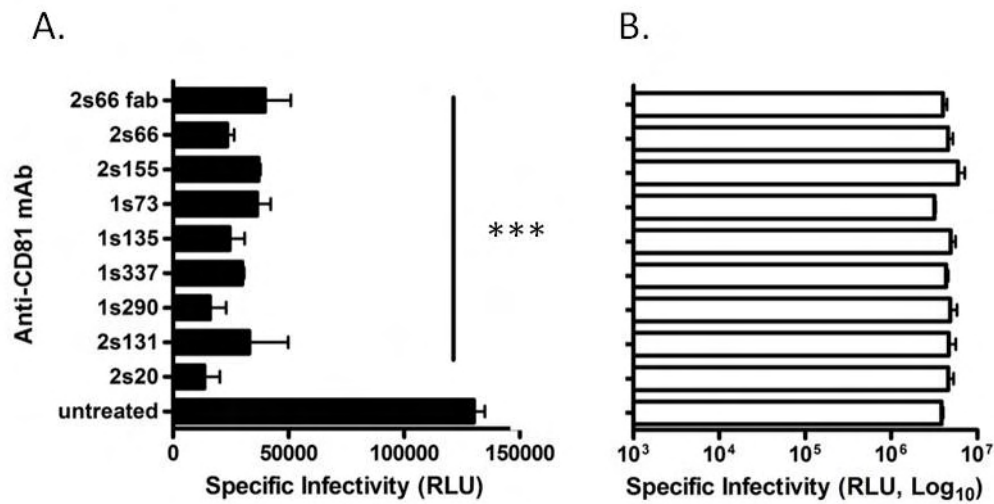 A.
B.
Anti-CD81 mAb
2s66 fab
2s66
2s155
1s73
1s135
1s337
1s290
2s131
2s20
untreated
***
0 50000 100000 150000
Specific Infectivity (RLU)
10³ 10⁴ 10⁵ 10⁶ 10⁷
Specific Infectivity (RLU, Log₁₀)